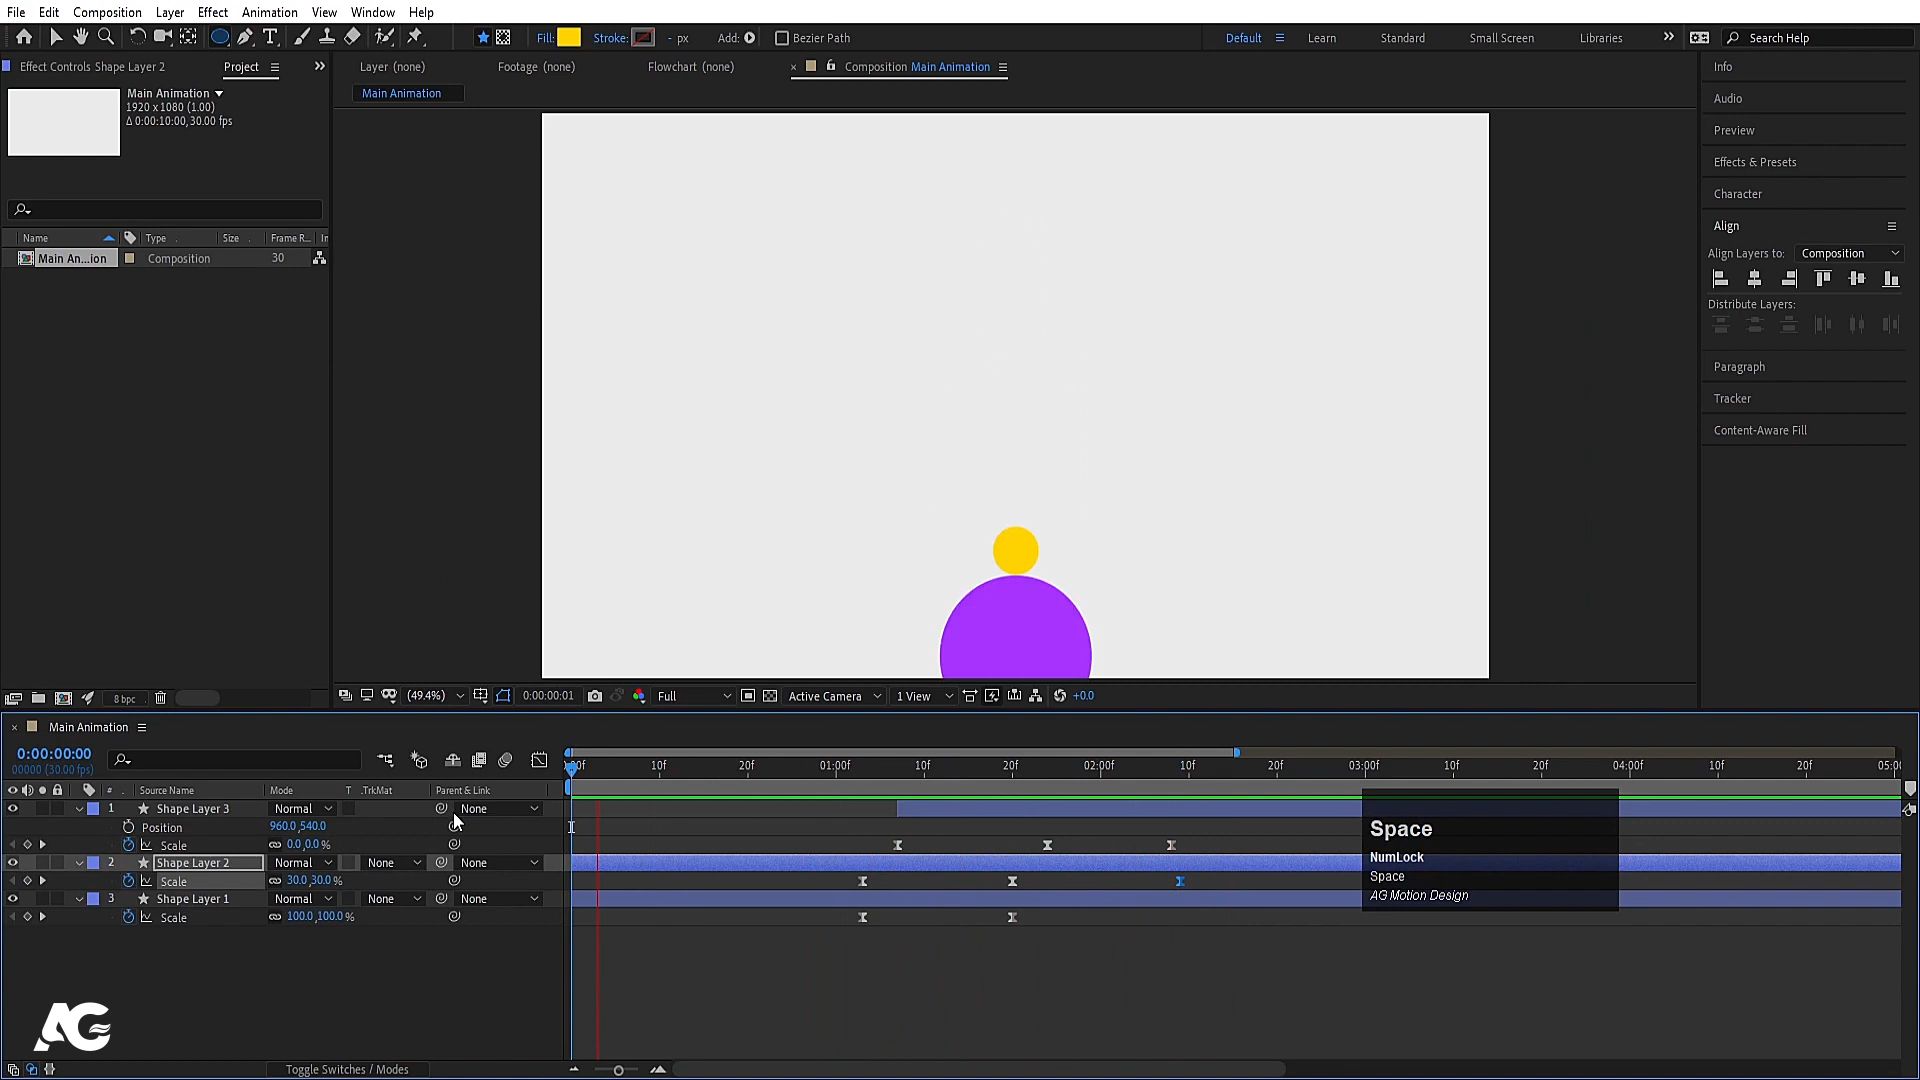 File Edit Composition Layer Effect Animation View Window Help
Fill: Stroke: - px Add: Bezier Path Default Learn Standard Small Screen Libraries Search Help
Effect Controls Shape Layer 2 Project Layer (none) Footage (none) Flowchart (none) × Composition Main Animation Info
Main Animation
Main Animation
1920 x 1080 (1.00)
Δ 0:00:10:00, 30.00 fps
Audio
Preview
Effects & Presets
Character
Align
Align Layers to: Composition
Distribute Layers:
Paragraph
Tracker
Content-Aware Fill
Name Type Size Frame R... In
Main An...ion Composition 30
8 bpc (49.4%) 0:00:00:01 Full Active Camera 1 View +0.0
× Main Animation
0:00:00:00
00000 (30.00 fps)
:00f 10f 20f 01:00f 10f 20f 02:00f 10f 20f 03:00f 10f 20f 04:00f 10f 20f 05:00
# Source Name Mode T .TrkMat Parent & Link
1 Shape Layer 3 Normal None
Position 960.0,540.0
Scale 0.0,0.0%
2 Shape Layer 2 Normal None None
Scale 30.0,30.0%
3 Shape Layer 1 Normal None None
Scale 100.0,100.0%
Space
NumLock
Space
AG Motion Design
AG
Toggle Switches / Modes